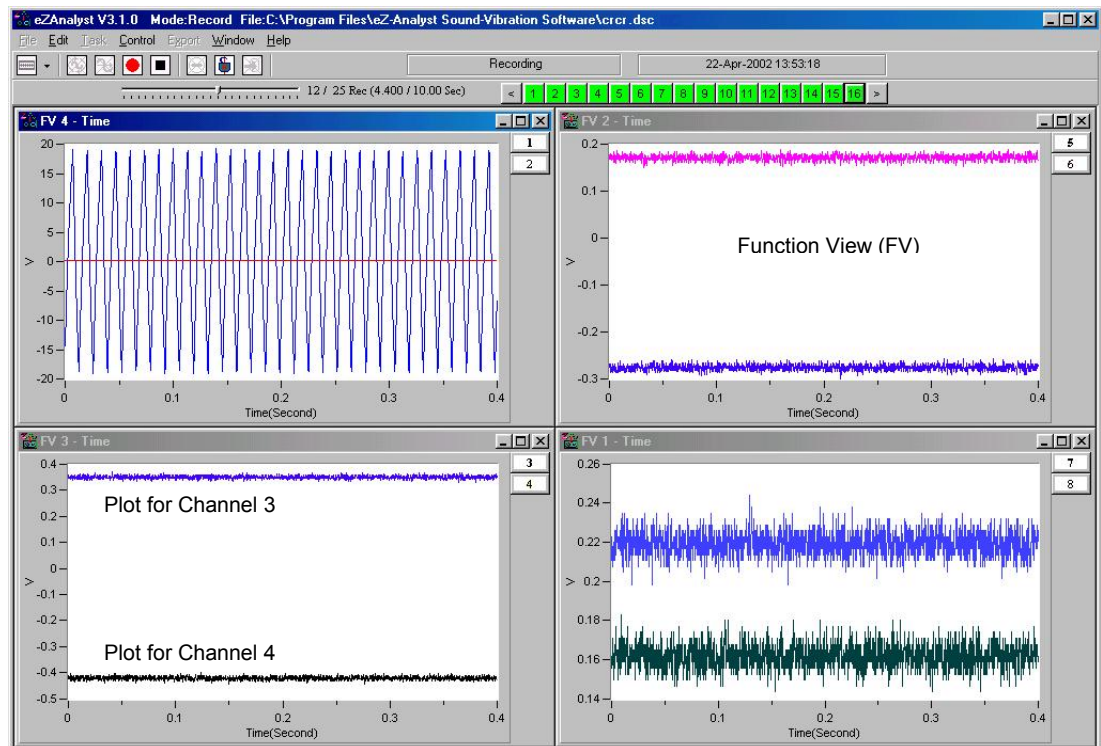 eZAnalyst V3.1.0 Mode:Record File:C:\Program Files\eZ-Analyst Sound-Vibration Software\crcr.dsc
File Edit Task Control Export Window Help
Recording
22-Apr-2002 13:53:18
12 / 25 Rec (4.400 / 10.00 Sec)
< 1 2 3 4 5 6 7 8 9 10 11 12 13 14 15 16 »
FV 4 - Time
1
2
20
15
10
5
0
-5
-10
-15
-20
V
0 0.1 0.2 0.3 0.4
Time(Second)
FV 2 - Time
5
6
0.2
0.1
0
-0.1
-0.2
-0.3
V
Function View (FV)
0 0.1 0.2 0.3 0.4
Time(Second)
FV 3 - Time
3
4
0.4
0.3
0.2
0.1
0
-0.1
-0.2
-0.3
-0.4
-0.5
V
Plot for Channel 3
Plot for Channel 4
0 0.1 0.2 0.3 0.4
Time(Second)
FV 1 - Time
7
8
0.26
0.24
0.22
0.2
0.18
0.16
0.14
V
0 0.1 0.2 0.3 0.4
Time(Second)